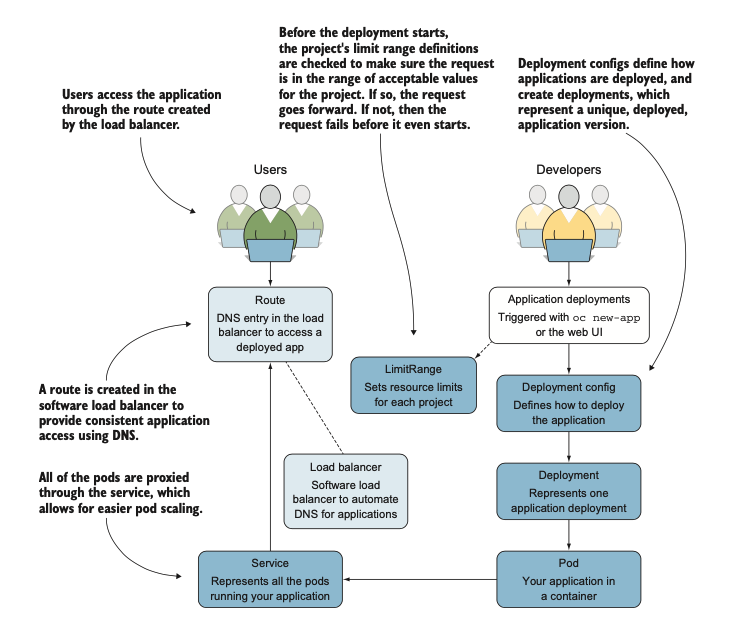 Before the deployment starts,
the project's limit range definitions
are checked to make sure the request
is in the range of acceptable values
for the project. If so, the request
goes forward. If not, then the
request fails before it even starts.
Deployment configs define how
applications are deployed, and
create deployments, which
represent a unique, deployed,
application version.
Users access the application
through the route created
by the load balancer.
Users
Developers
Route
DNS entry in the load
balancer to access a
deployed app
Application deployments
Triggered with oc new-app
or the web UI
LimitRange
Sets resource limits
for each project
Deployment config
Defines how to deploy
the application
A route is created in the
software load balancer to
provide consistent application
access using DNS.
Load balancer
Software load
balancer to automate
DNS for applications
Deployment
Represents one
application deployment
All of the pods are proxied
through the service, which
allows for easier pod scaling.
Service
Represents all the pods
running your application
Pod
Your application in
a container